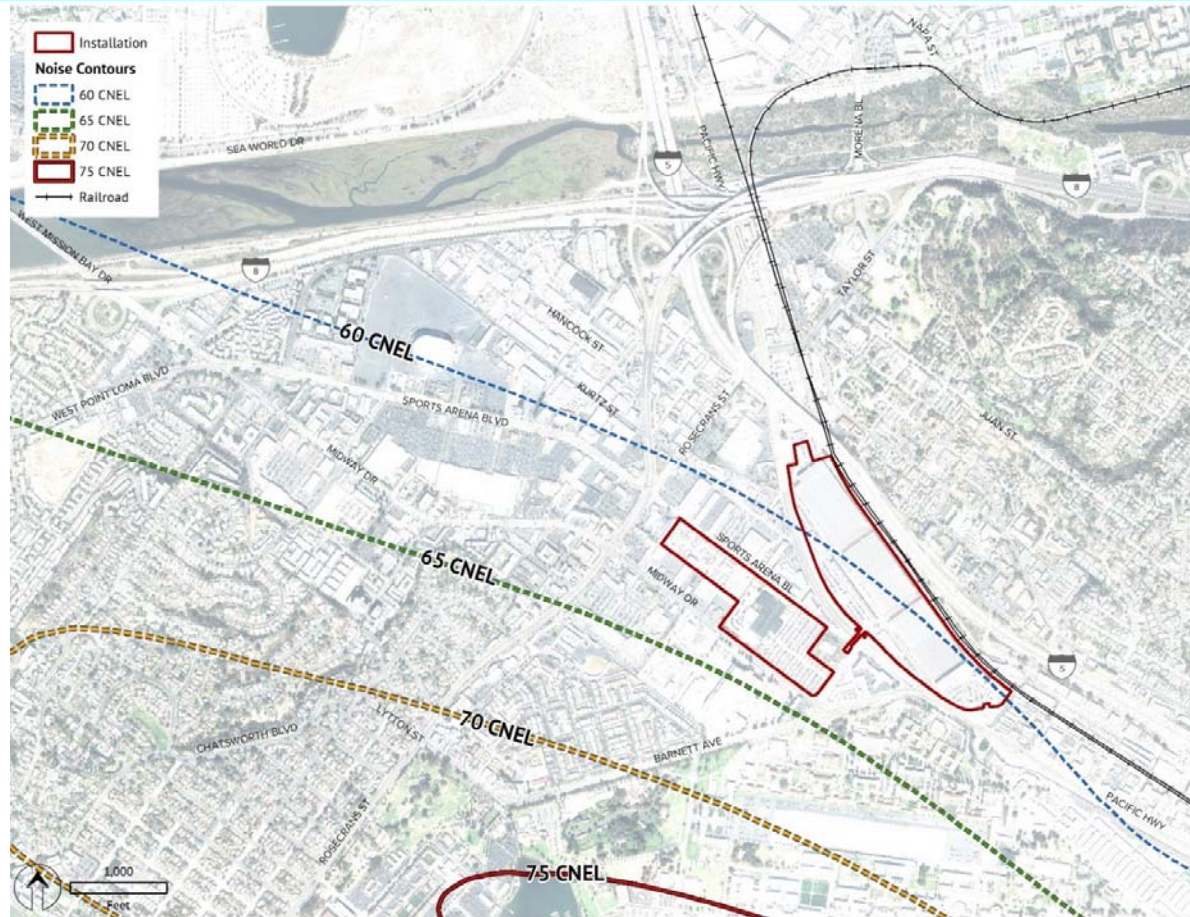 Installation
Noise Contours
60 CNEL
65 CNEL
70 CNEL
75 CNEL
Railroad
NAPA ST
SEA WORLD DR
5
PACIFIC HWY
MORENA BL
8
WEST MISSION BAY DR
8
TAYLOR ST
HANCOCK ST
60 CNEL
KURTZ ST
WEST POINT LOMA BLVD
SPORTS ARENA BLVD
ROSECRANS ST
JUAN ST
MIDWAY DR
65 CNEL
SPORTS ARENA BL
MIDWAY DR
5
70 CNEL
LYTTON ST
CHATSWORTH BLVD
BARNETT AVE
PACIFIC HWY
ROSECRANS ST
75 CNEL
1,000
Feet